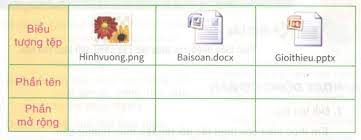 Biểu
tượng tệp
Hinhvuong.png
Baisoan.docx
Gioithieu.pptx
Phần tên
Phần
mở rộng